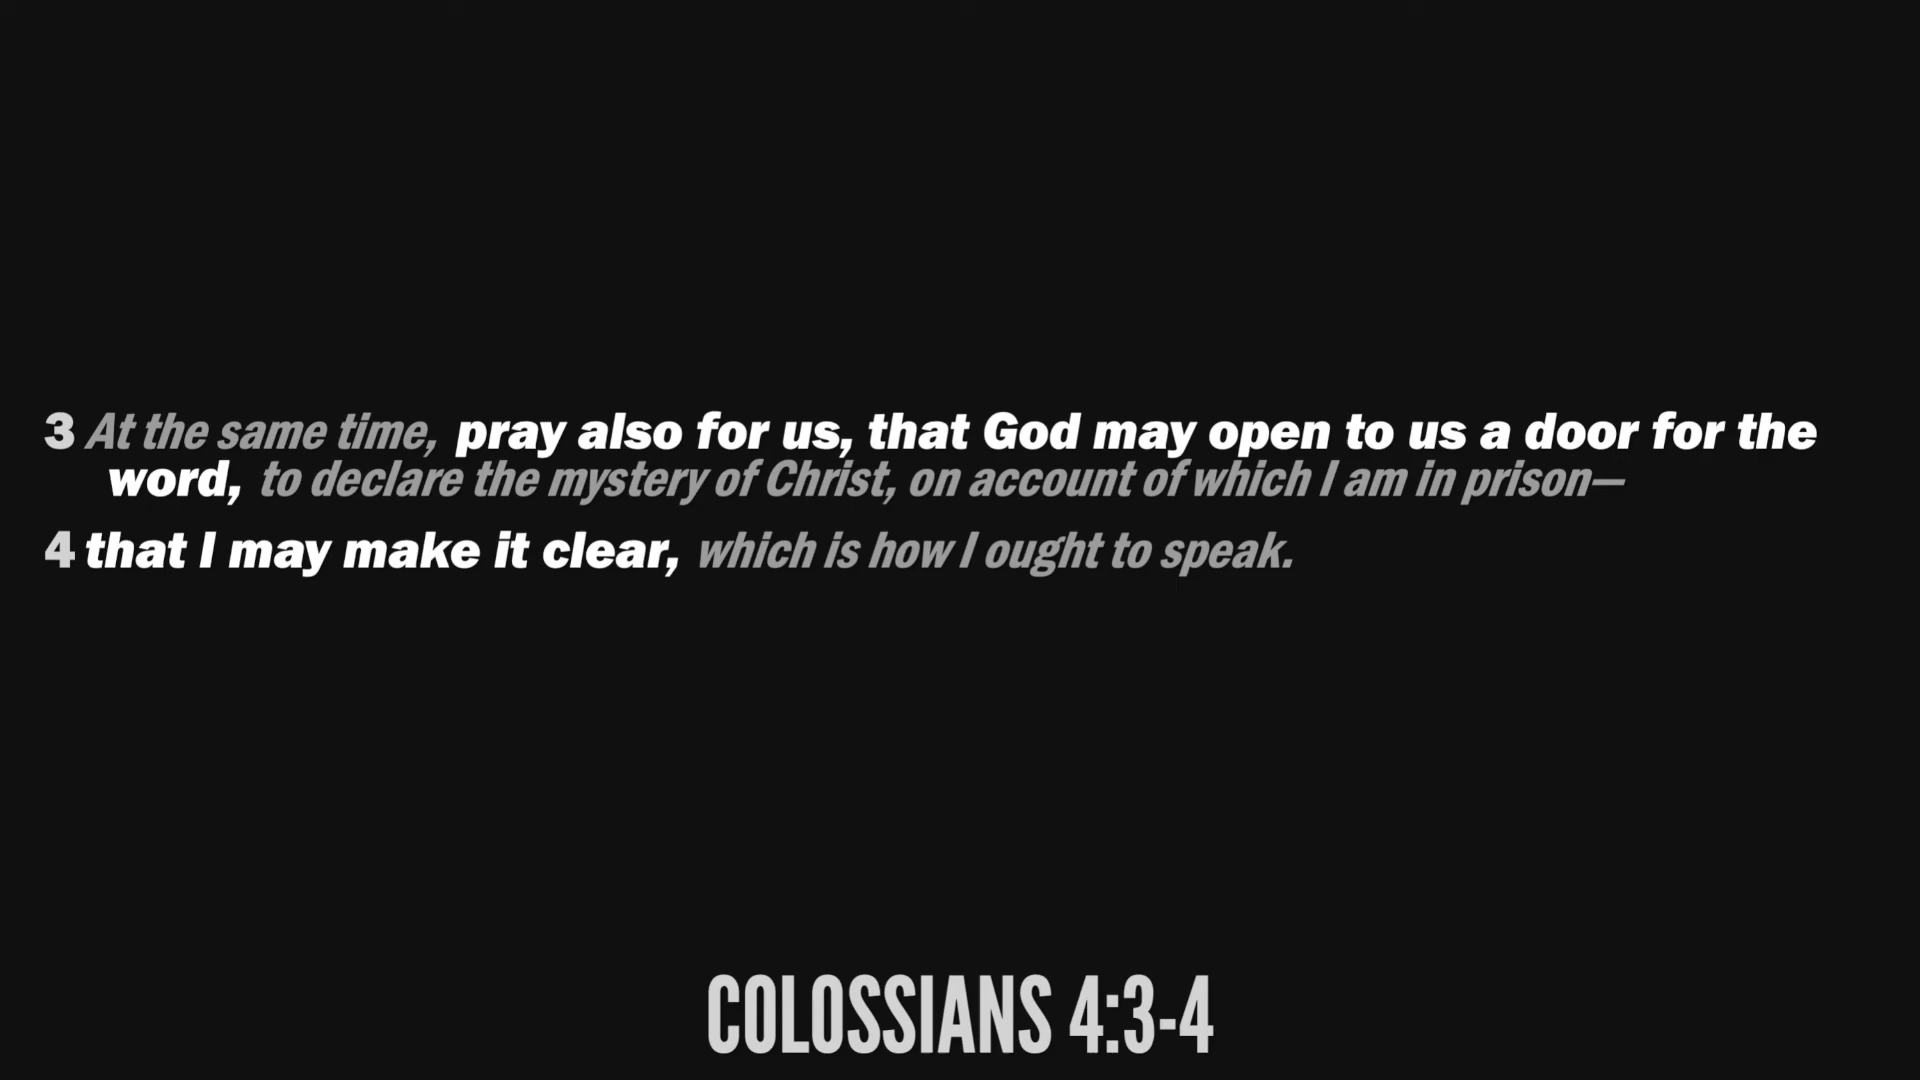 3 At the same time, pray also for us, that God may open to us a door for the
word, to declare the mystery of Christ, on account of which I am in prison—
4 that I may make it clear, which is how I ought to speak.
COLOSSIANS 4:3-4